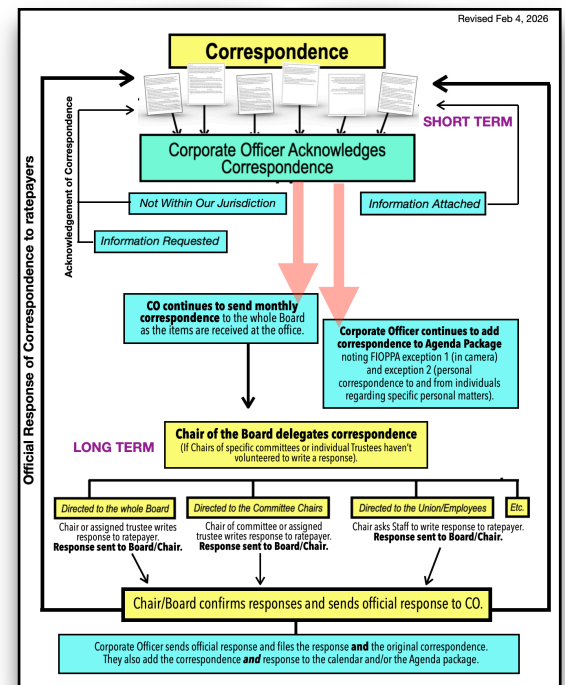 Revised Feb 4, 2026
Correspondence
SHORT TERM
Corporate Officer Acknowledges
Correspondence
Acknowledgement of Correspondence
Official Response of Correspondence to ratepayers
Not Within Our Jurisdiction
Information Attached
Information Requested
CO continues to send monthly
correspondence to the whole Board
as the items are received at the office.
Corporate Officer continues to add
correspondence to Agenda Package
noting FIOPPA exception 1 (in camera)
and exception 2 (personal
correspondence to and from individuals
regarding specific personal matters).
LONG TERM
Chair of the Board delegates correspondence
(If Chairs of specific committees or individual Trustees haven't
volunteered to write a response).
Directed to the whole Board
Chair or assigned trustee writes
response to ratepayer.
Response sent to Board/Chair.
Directed to the Committee Chairs
Chair of committee or assigned
trustee writes response to ratepayer.
Response sent to Board/Chair.
Directed to the Union/Employees
Chair asks Staff to write response to ratepayer.
Response sent to Board/Chair.
Etc.
Chair/Board confirms responses and sends official response to CO.
Corporate Officer sends official response and files the response and the original correspondence.
They also add the correspondence and response to the calendar and/or the Agenda package.